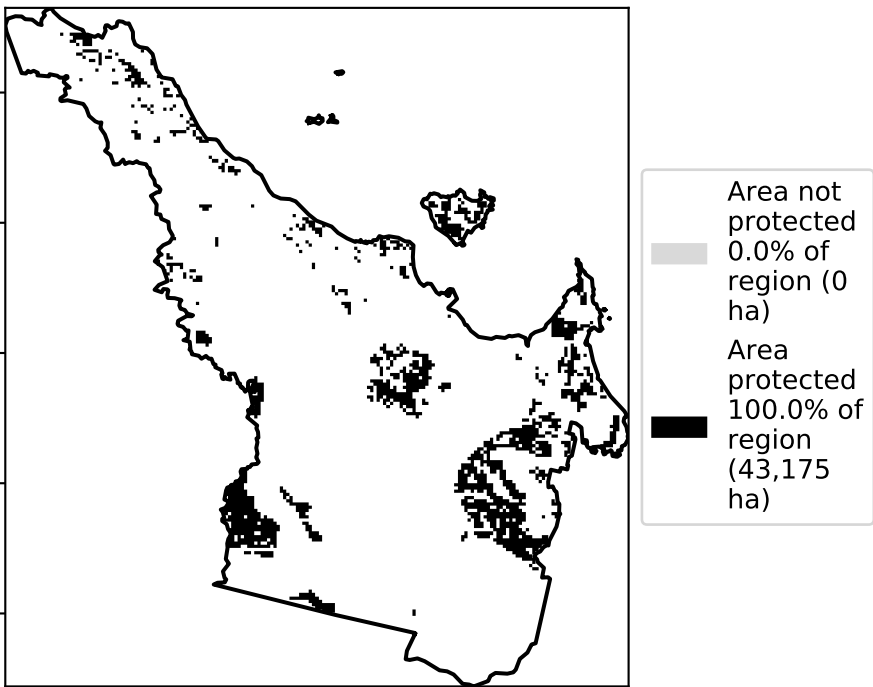 Area not
protected
0.0% of
region (0
ha)
Area
protected
100.0% of
region
(43,175
ha)